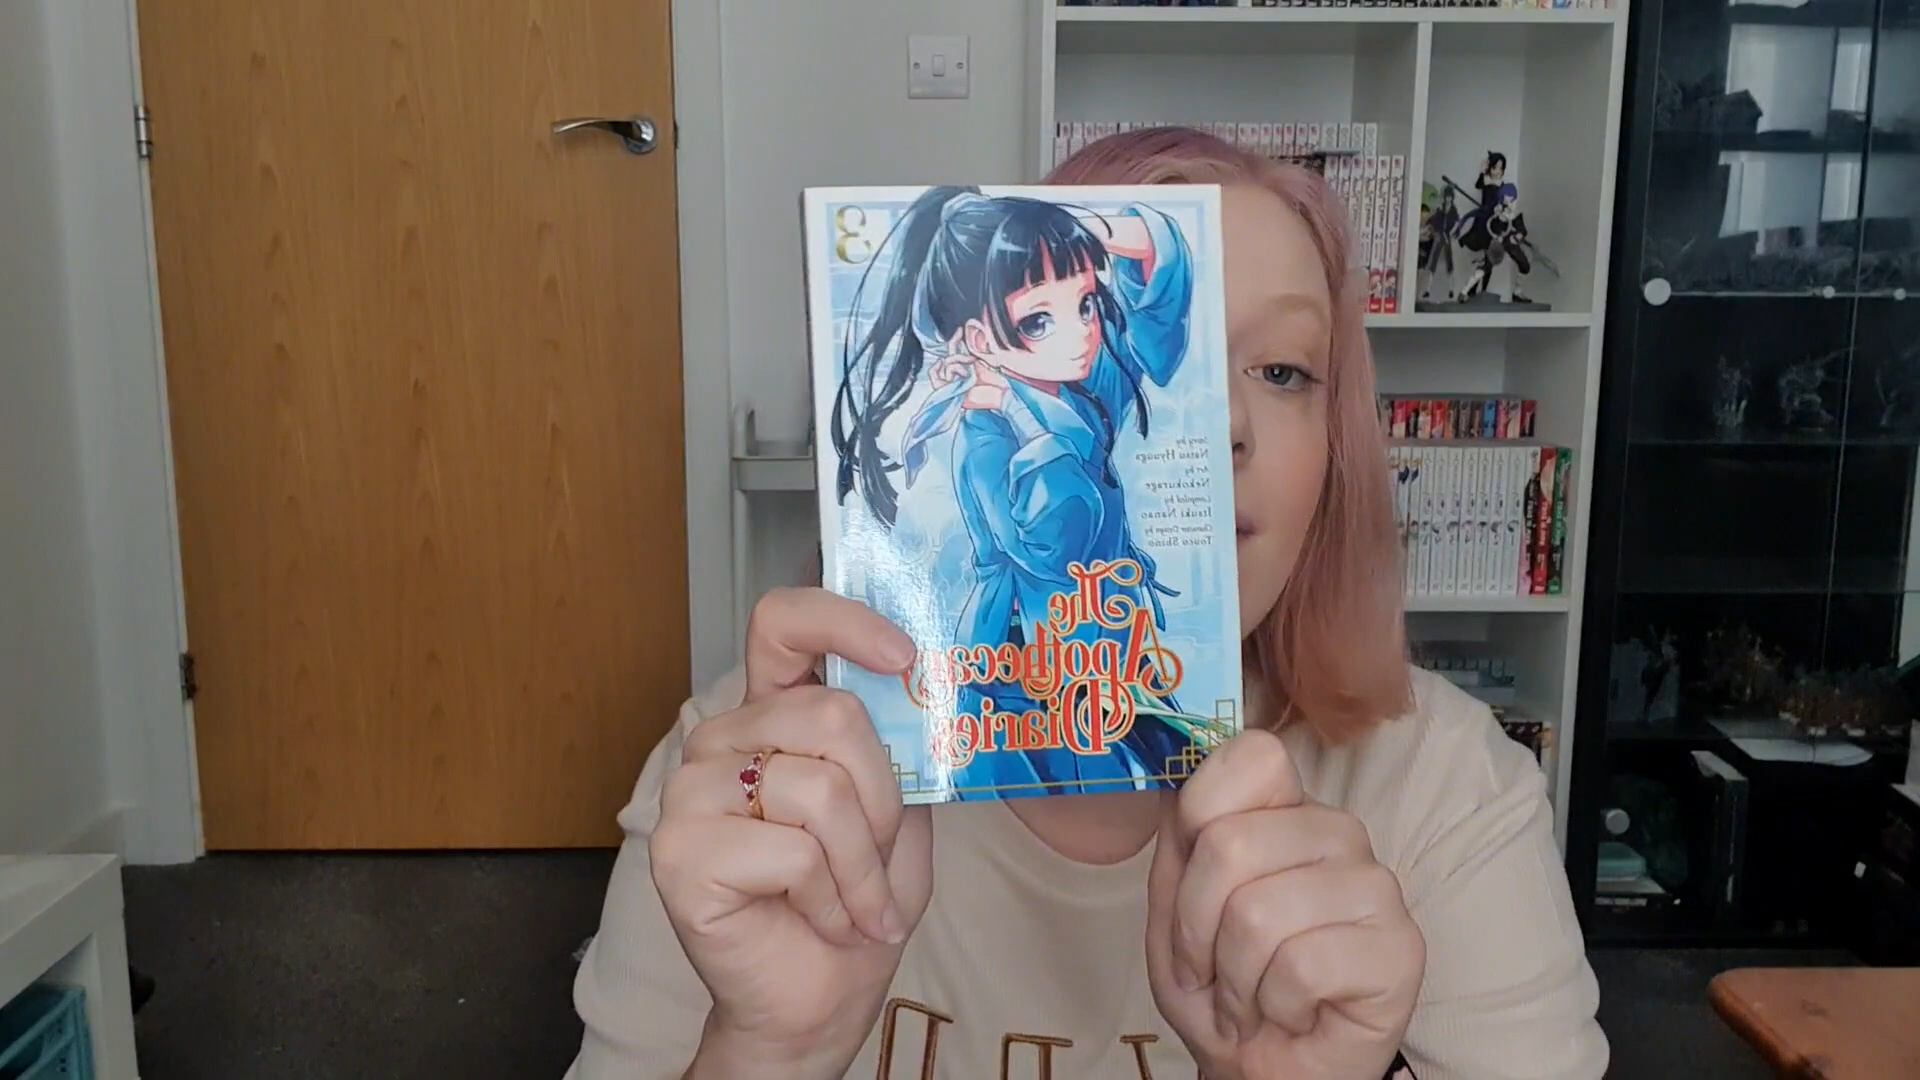 3
Story by
Natsu Hyuuga
Art by
Nekokurage
Compiled by
Itsuki Nanao
Character Design by
Touco Shino
The
Apothecary
Diaries